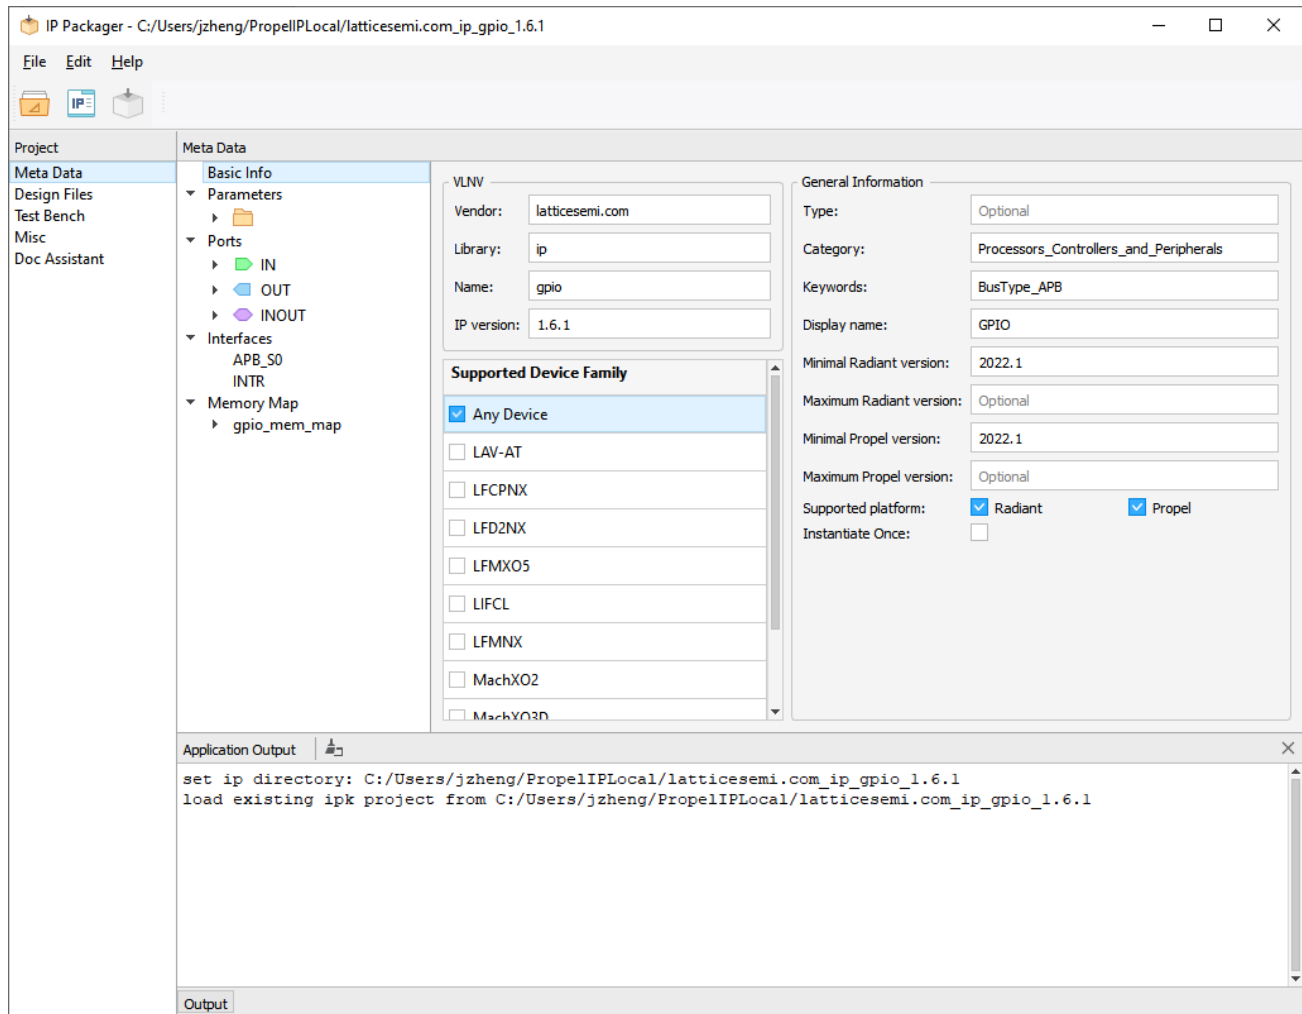 IP Packager - C:/Users/jzheng/PropelIPLocal/latticesemi.com_ip_gpio_1.6.1
File Edit Help
IP
Project
Meta Data
Design Files
Test Bench
Misc
Doc Assistant
Meta Data
Basic Info
Parameters
Ports
IN
OUT
INOUT
Interfaces
APB_S0
INTR
Memory Map
gpio_mem_map
VLNV
Vendor: latticesemi.com
Library: ip
Name: gpio
IP version: 1.6.1
Supported Device Family
Any Device
LAV-AT
LFCPNX
LFD2NX
LFMXO5
LIFCL
LFMNX
MachXO2
MachXO3D
General Information
Type: Optional
Category: Processors_Controllers_and_Peripherals
Keywords: BusType_APB
Display name: GPIO
Minimal Radiant version: 2022.1
Maximum Radiant version: Optional
Minimal Propel version: 2022.1
Maximum Propel version: Optional
Supported platform: Radiant Propel
Instantiate Once:
Application Output
set ip directory: C:/Users/jzheng/PropelIPLocal/latticesemi.com_ip_gpio_1.6.1
load existing ipk project from C:/Users/jzheng/PropelIPLocal/latticesemi.com_ip_gpio_1.6.1
Output